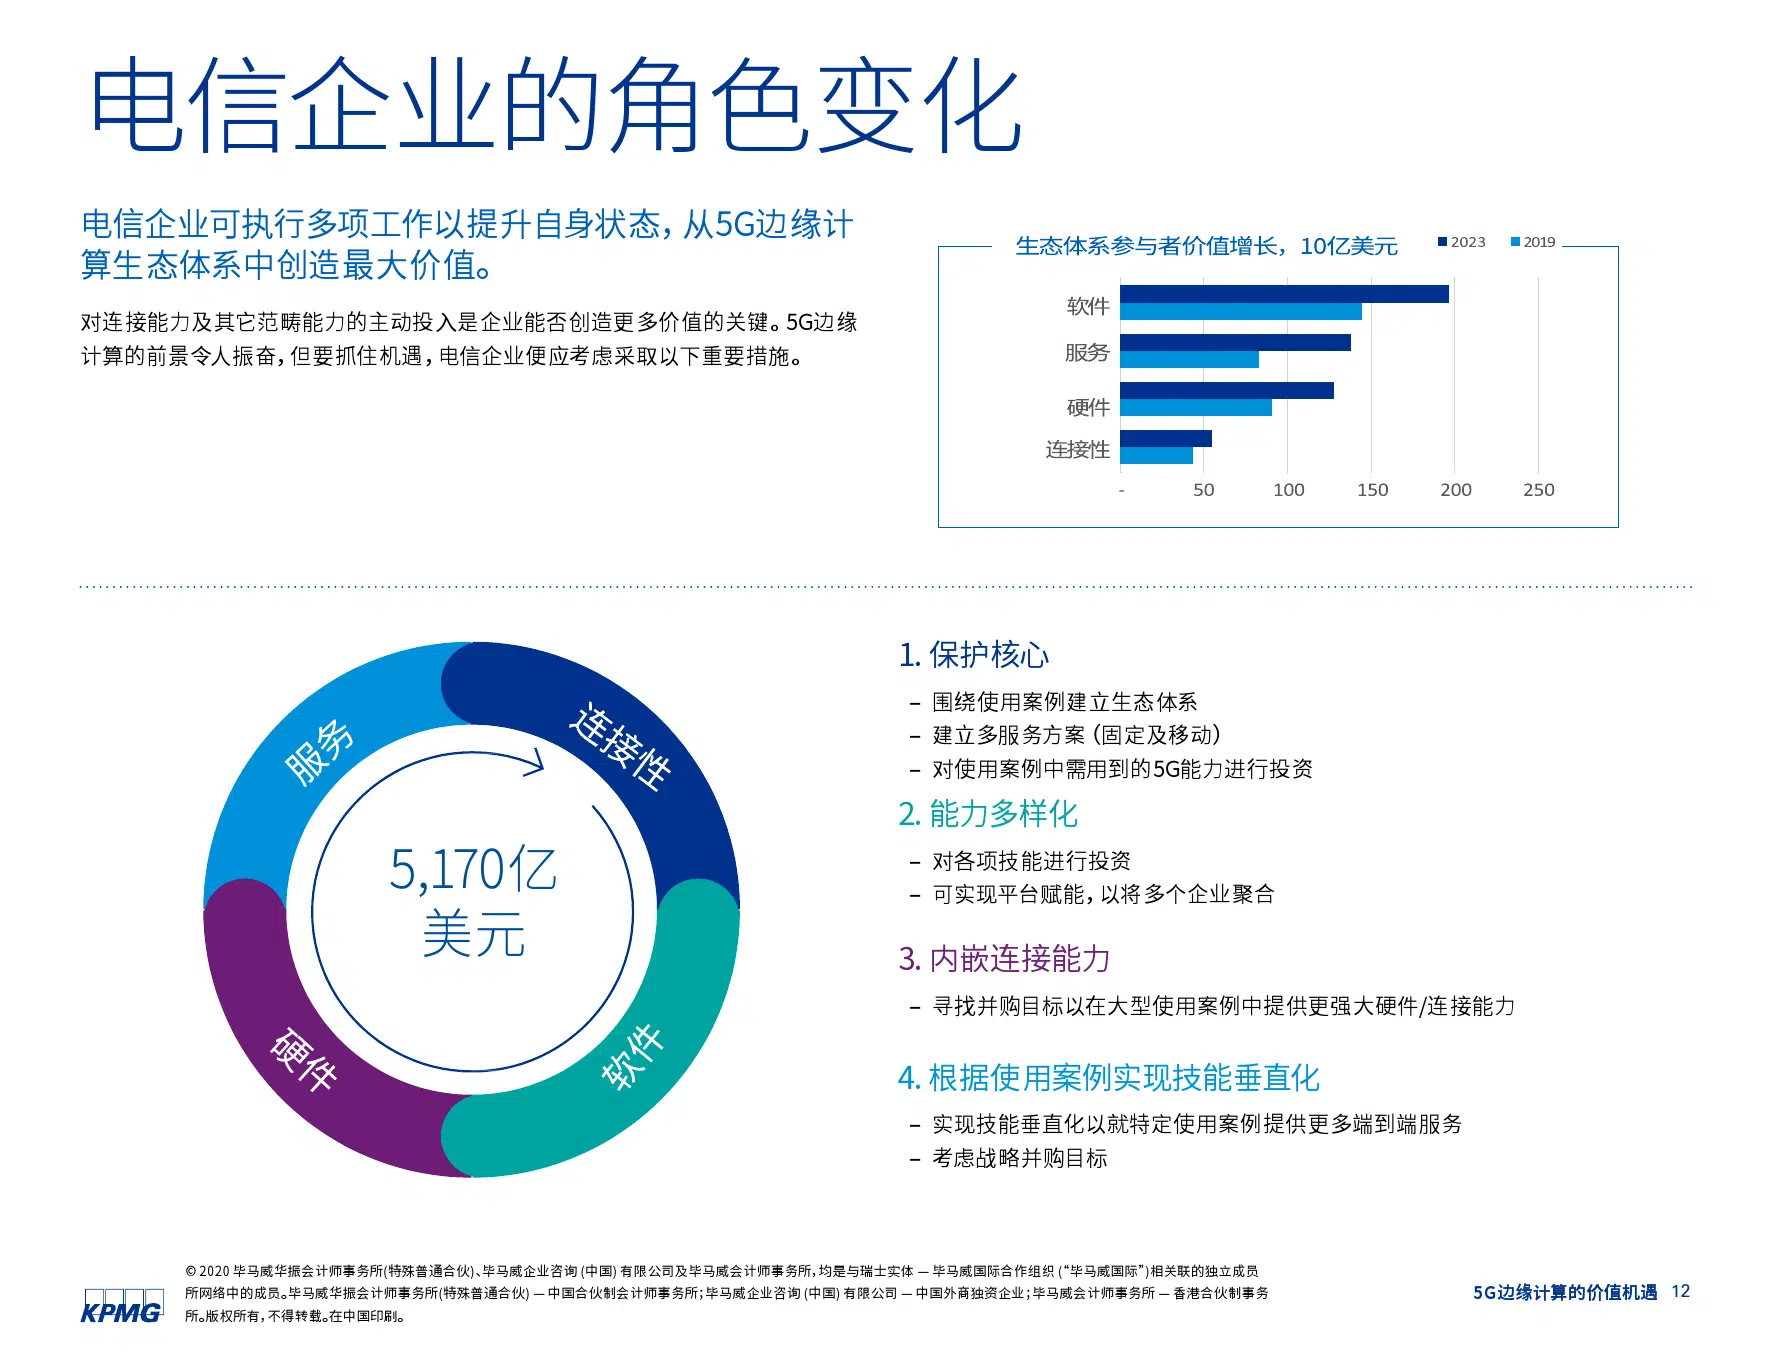 电信企业的角色变化
电信企业可执行多项工作以提升自身状态，从5G边缘计
算生态体系中创造最大价值。
对连接能力及其它范畴能力的主动投入是企业能否创造更多价值的关键。5G边缘
计算的前景令人振奋，但要抓住机遇，电信企业便应考虑采取以下重要措施。
生态体系参与者价值增长，10亿美元
2023 2019
软件
服务
硬件
连接性
- 50 100 150 200 250
服务
连接性
5,170亿
美元
硬件
软件
1. 保护核心
– 围绕使用案例建立生态体系
– 建立多服务方案（固定及移动）
– 对使用案例中需用到的5G能力进行投资
2. 能力多样化
– 对各项技能进行投资
– 可实现平台赋能，以将多个企业聚合
3. 内嵌连接能力
– 寻找并购目标以在大型使用案例中提供更强大硬件/连接能力
4. 根据使用案例实现技能垂直化
– 实现技能垂直化以就特定使用案例提供更多端到端服务
– 考虑战略并购目标
KPMG
© 2020 毕马威华振会计师事务所(特殊普通合伙)、毕马威企业咨询 (中国) 有限公司及毕马威会计师事务所，均是与瑞士实体 — 毕马威国际合作组织 (“毕马威国际”)相关联的独立成员
所网络中的成员。毕马威华振会计师事务所(特殊普通合伙) — 中国合伙制会计师事务所；毕马威企业咨询 (中国) 有限公司 — 中国外商独资企业；毕马威会计师事务所 — 香港合伙制事务
所。版权所有，不得转载。在中国印刷。
5G边缘计算的价值机遇 12